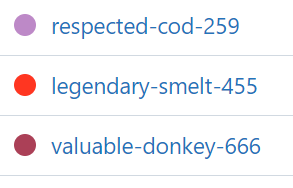 respected-cod-259
legendary-smelt-455
valuable-donkey-666